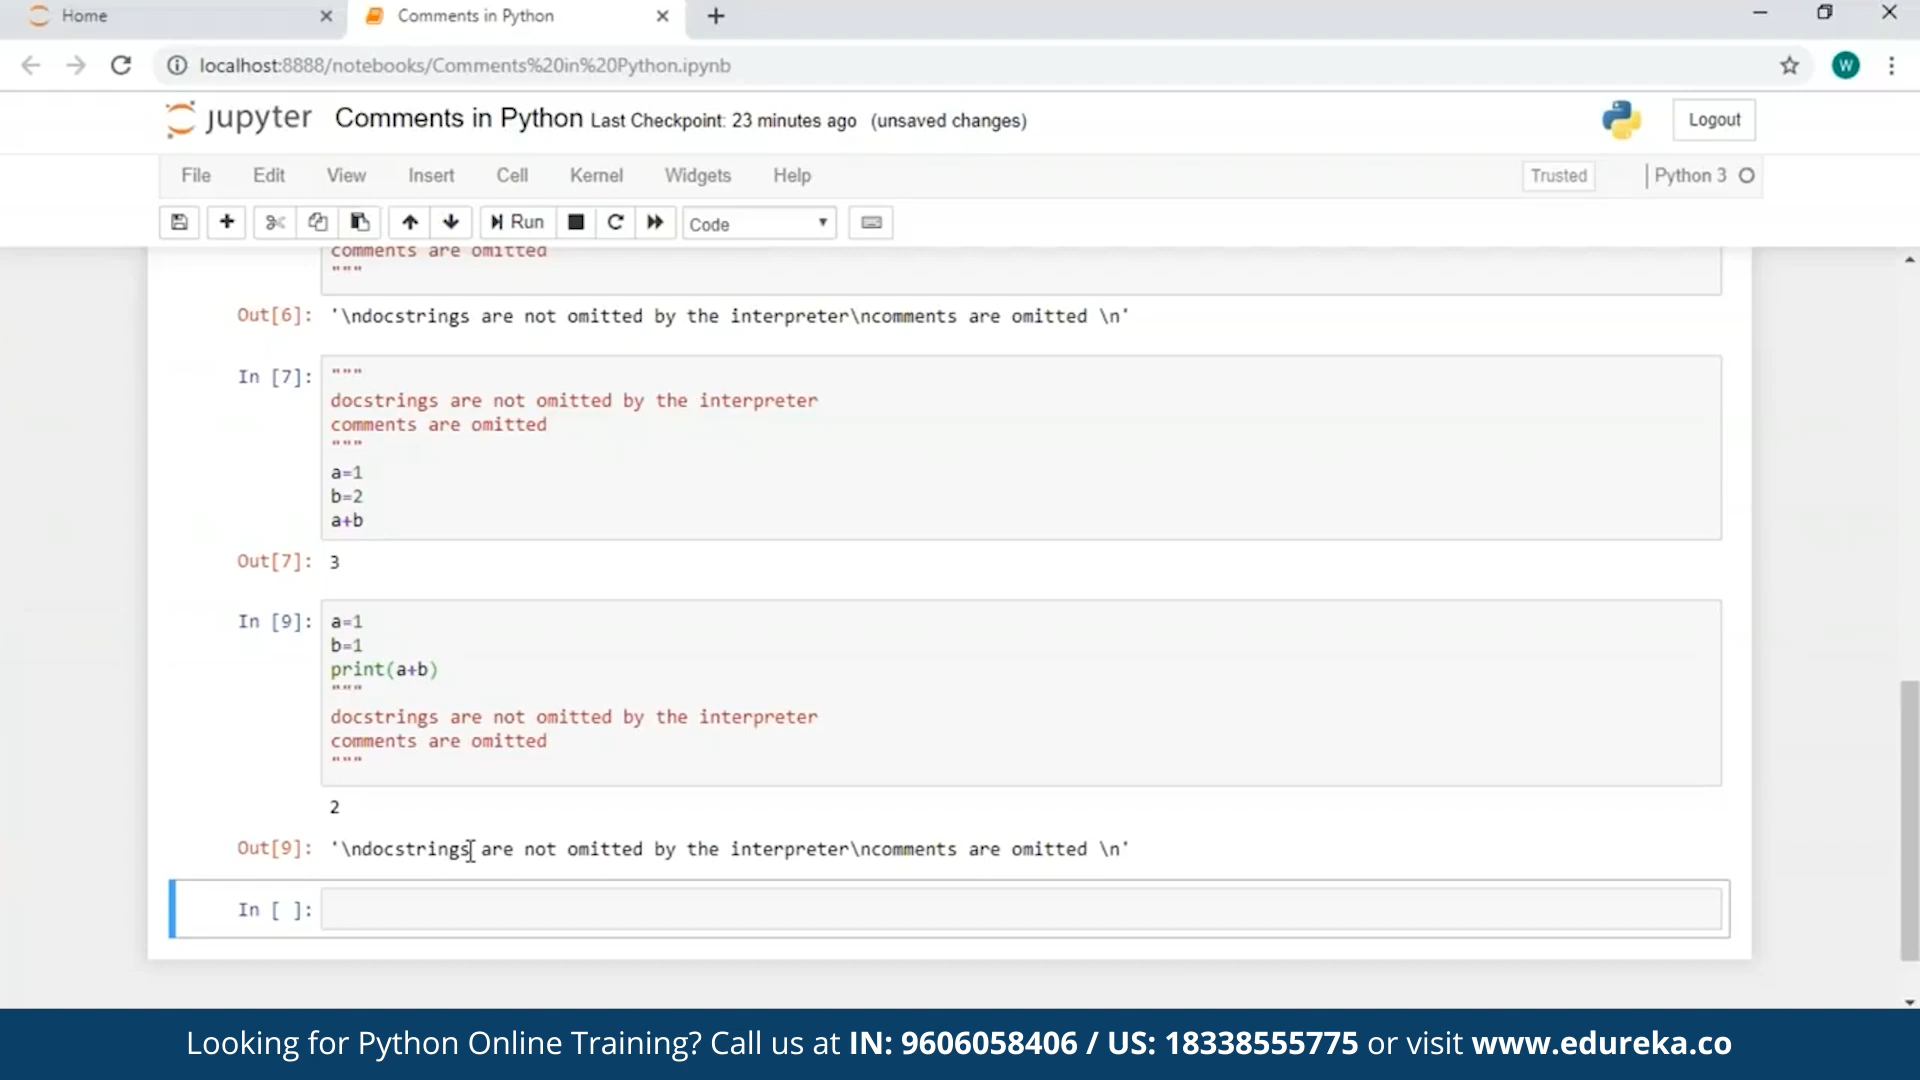 Home
Comments in Python
localhost:8888/notebooks/Comments%20in%20Python.ipynb
W
jupyter Comments in Python Last Checkpoint: 23 minutes ago (unsaved changes)
Logout
File Edit View Insert Cell Kernel Widgets Help
Trusted
Python 3
Run
Code
comments are omitted
"""
Out[6]: '\ndocstrings are not omitted by the interpreter\ncomments are omitted \n'
In [7]: """
docstrings are not omitted by the interpreter
comments are omitted
"""
a=1
b=2
a+b
Out[7]: 3
In [9]: a=1
b=1
print(a+b)
"""
docstrings are not omitted by the interpreter
comments are omitted
"""
2
Out[9]: '\ndocstrings are not omitted by the interpreter\ncomments are omitted \n'
In [ ]:
Looking for Python Online Training? Call us at IN: 9606058406 / US: 18338555775 or visit www.edureka.co